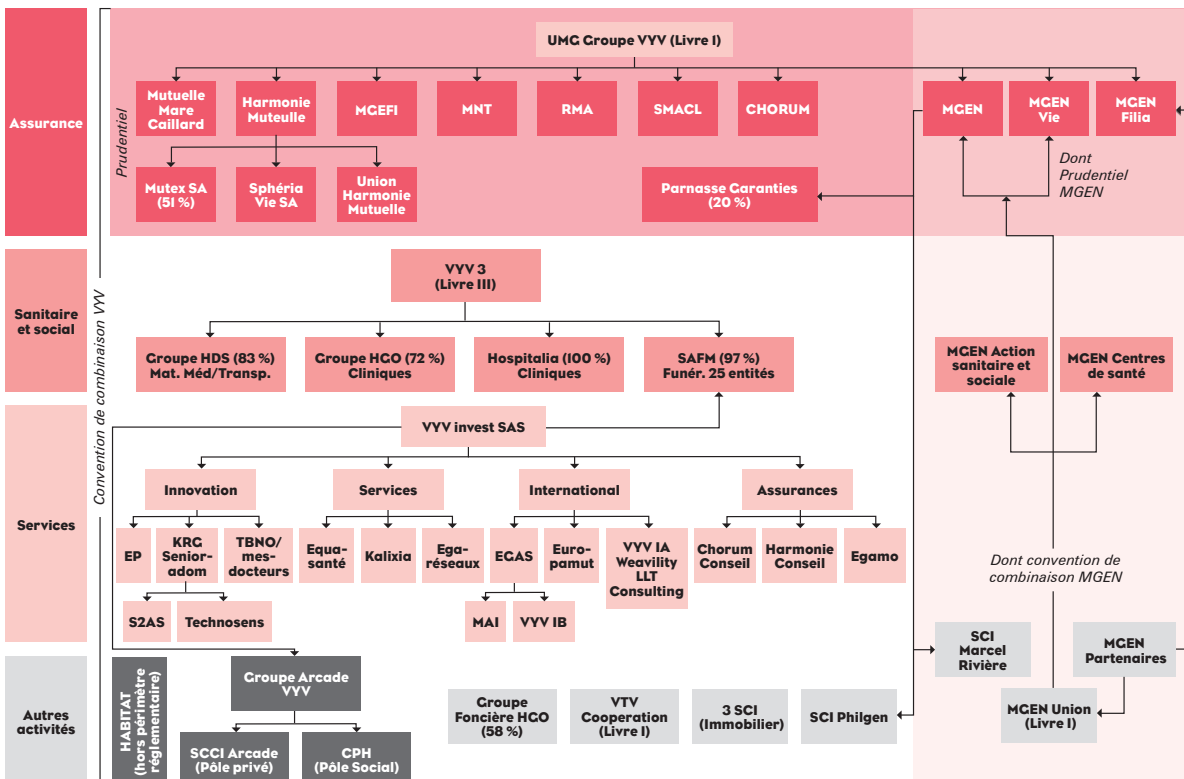 UMG Groupe VYV (Livre I)
Assurance
Prudentiel
Mutuelle
Mare
Caillard
Harmonie
Muteulle
MGEFI
MNT
RMA
SMACL
CHORUM
MGEN
MGEN
Vie
MGEN
Filia
Mutex SA
(51 %)
Sphéria
Vie SA
Union
Harmonie
Mutuelle
Parnasse Garanties
(20 %)
Dont
Prudentiel
MGEN
Convention de combinaison VYV
Sanitaire
et social
VYV 3
(Livre III)
Groupe HDS (83 %)
Mat. Méd/Transp.
Groupe HGO (72 %)
Cliniques
Hospitalia (100 %)
Cliniques
SAFM (97 %)
Funér. 25 entités
MGEN Action
sanitaire et
sociale
MGEN Centres
de santé
Services
VYV invest SAS
Innovation
Services
International
Assurances
EP
KRG
Senior-
adom
TBNO/
mes-
docteurs
Equa-
santé
Kalixia
Ega-
réseaux
EGAS
Euro-
pamut
VYV IA
Weavility
LLT
Consulting
Chorum
Conseil
Harmonie
Conseil
Egamo
S2AS
Technosens
MAI
VYV IB
Dont convention de
combinaison MGEN
Autres
activités
HABITAT
(hors périmètre
réglementaire)
Groupe Arcade
VYV
SCCI Arcade
(Pôle privé)
CPH
(Pôle Social)
Groupe
Foncière HGO
(58 %)
VTV
Cooperation
(Livre I)
3 SCI
(Immobilier)
SCI Philgen
SCI
Marcel
Rivière
MGEN
Partenaires
MGEN Union
(Livre I)